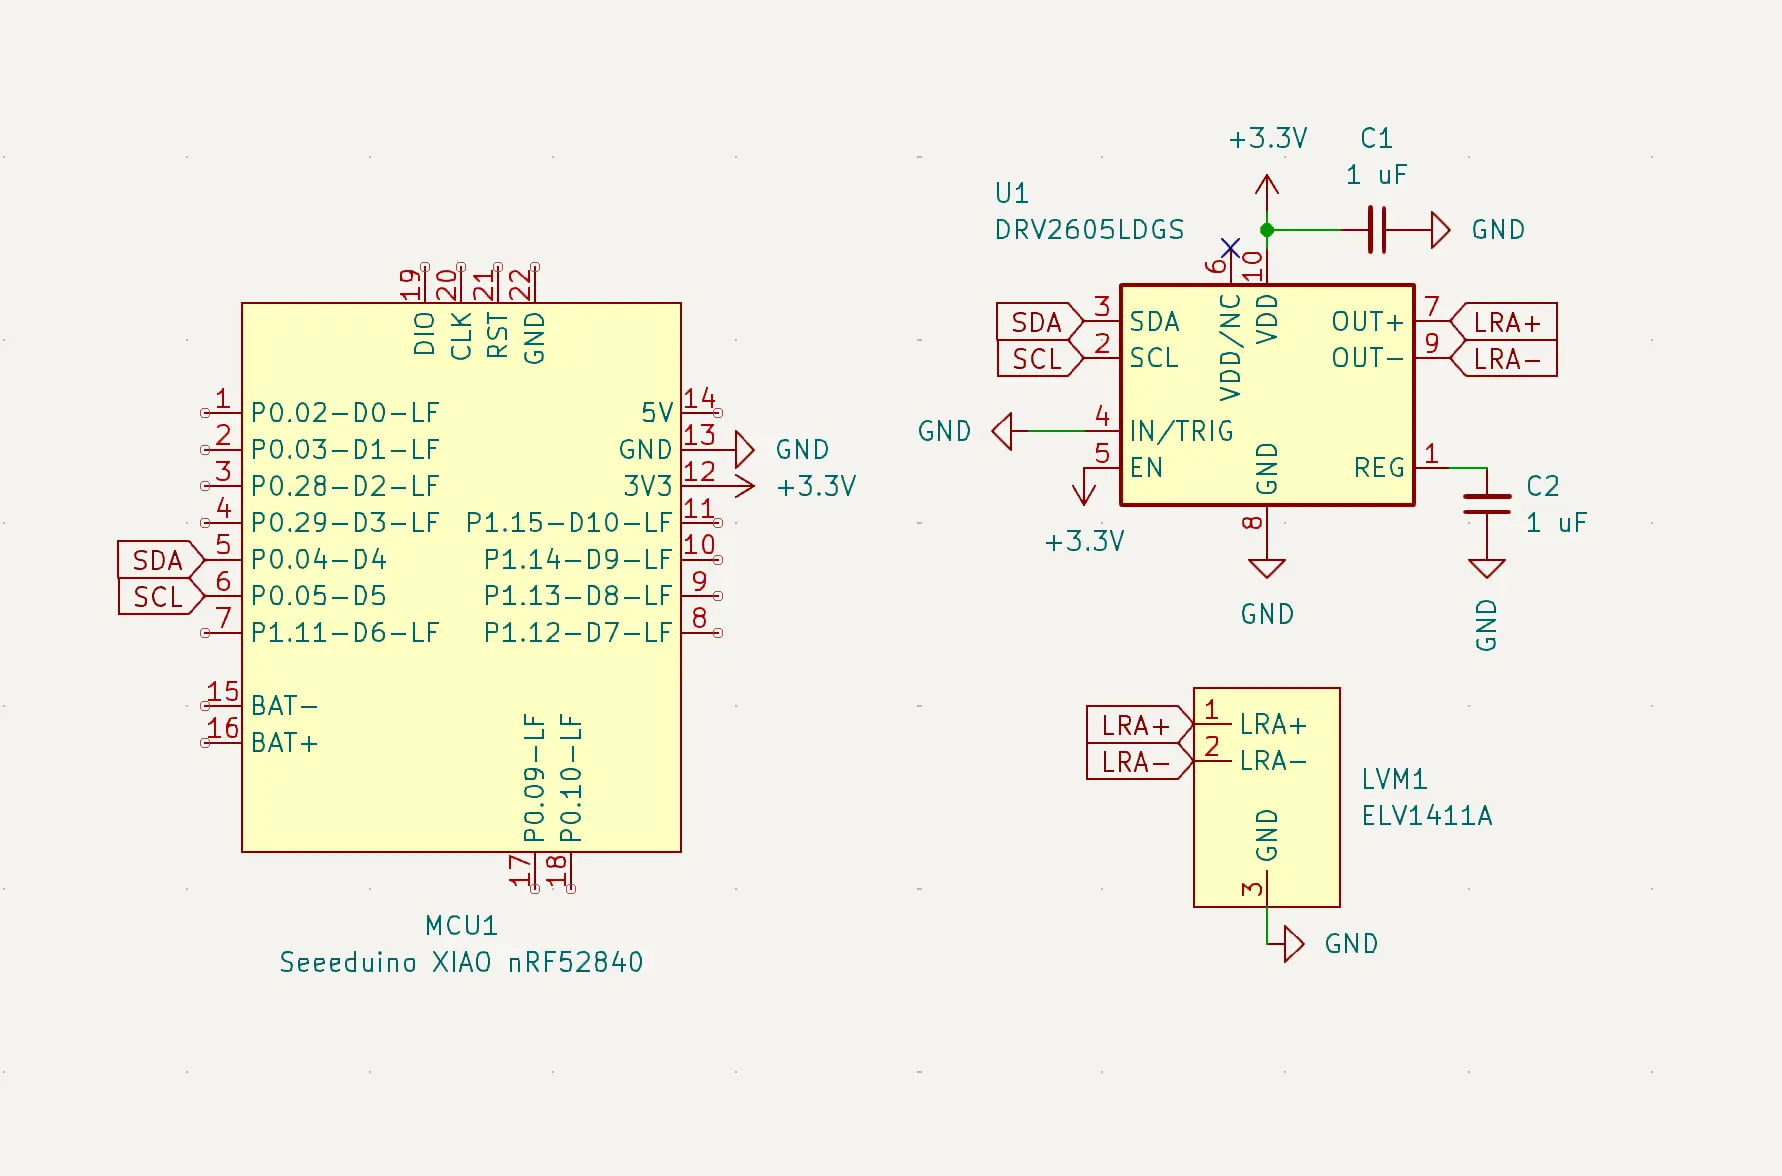 19
20
21
22
DIO
CLK
RST
GND
1 P0.02-D0-LF
2 P0.03-D1-LF
3 P0.28-D2-LF
4 P0.29-D3-LF
SDA 5 P0.04-D4
SCL 6 P0.05-D5
7 P1.11-D6-LF
15 BAT-
16 BAT+
5V 14
GND 13 GND
3V3 12 +3.3V
P1.15-D10-LF 11
P1.14-D9-LF 10
P1.13-D8-LF 9
P1.12-D7-LF 8
P0.09-LF
P0.10-LF
17
18
MCU1
Seeeduino XIAO nRF52840
+3.3V
C1
1 uF
GND
U1
DRV2605LDGS
6
10
VDD/NC
VDD
SDA 3 SDA
SCL 2 SCL
GND 4 IN/TRIG
5 EN
+3.3V
OUT+ 7 LRA+
OUT- 9 LRA-
REG 1
C2
1 uF
GND
GND
8
GND
LRA+ 1 LRA+
LRA- 2 LRA-
GND
3
GND
LVM1
ELV1411A